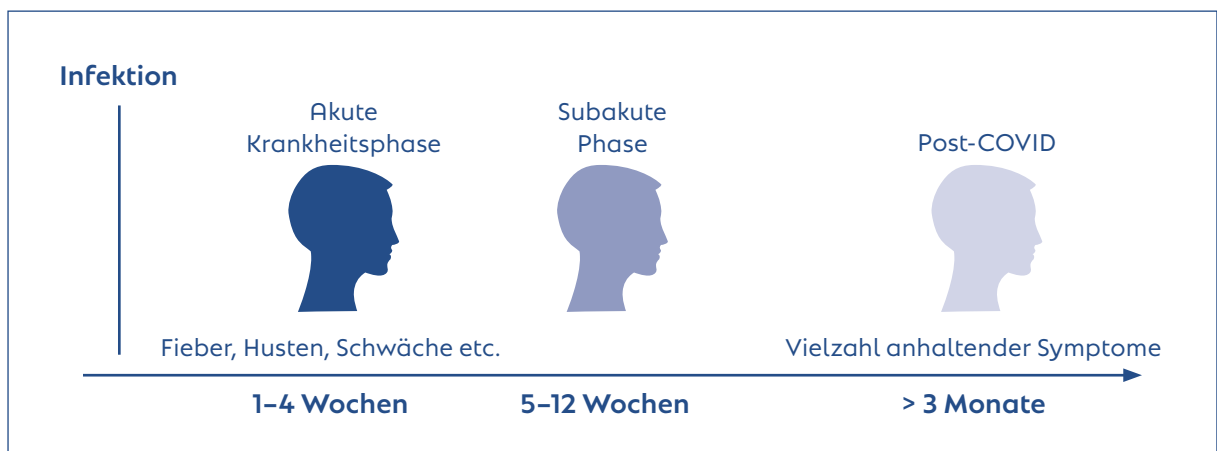 Infektion
Akute
Krankheitsphase
Subakute
Phase
Post-COVID
Fieber, Husten, Schwäche etc.
Vielzahl anhaltender Symptome
1–4 Wochen
5–12 Wochen
> 3 Monate